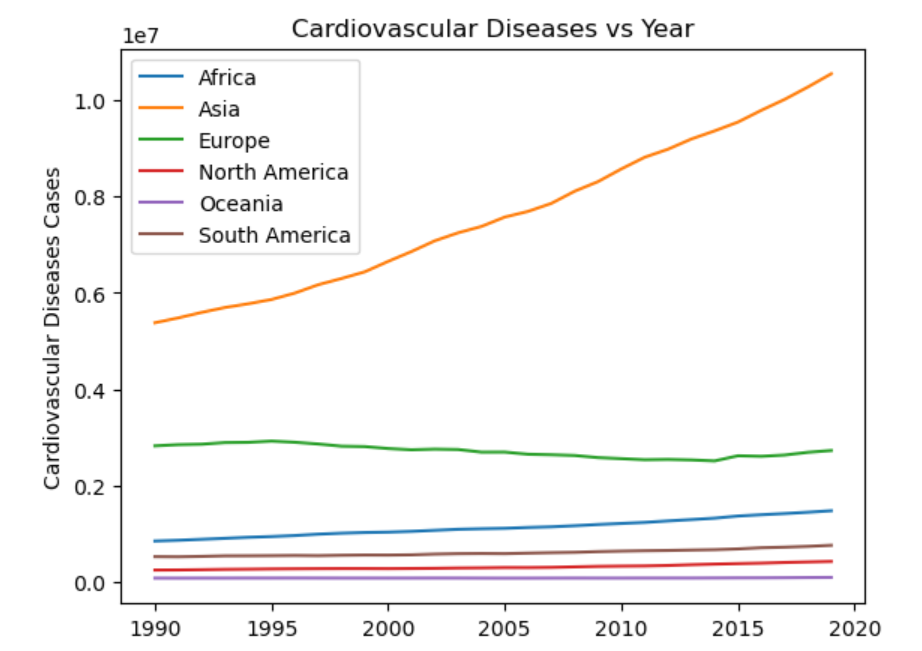 Cardiovascular Diseases vs Year
1e7
Africa
Asia
Europe
North America
Oceania
South America
Cardiovascular Diseases Cases
1.0
0.8
0.6
0.4
0.2
0.0
1990 1995 2000 2005 2010 2015 2020